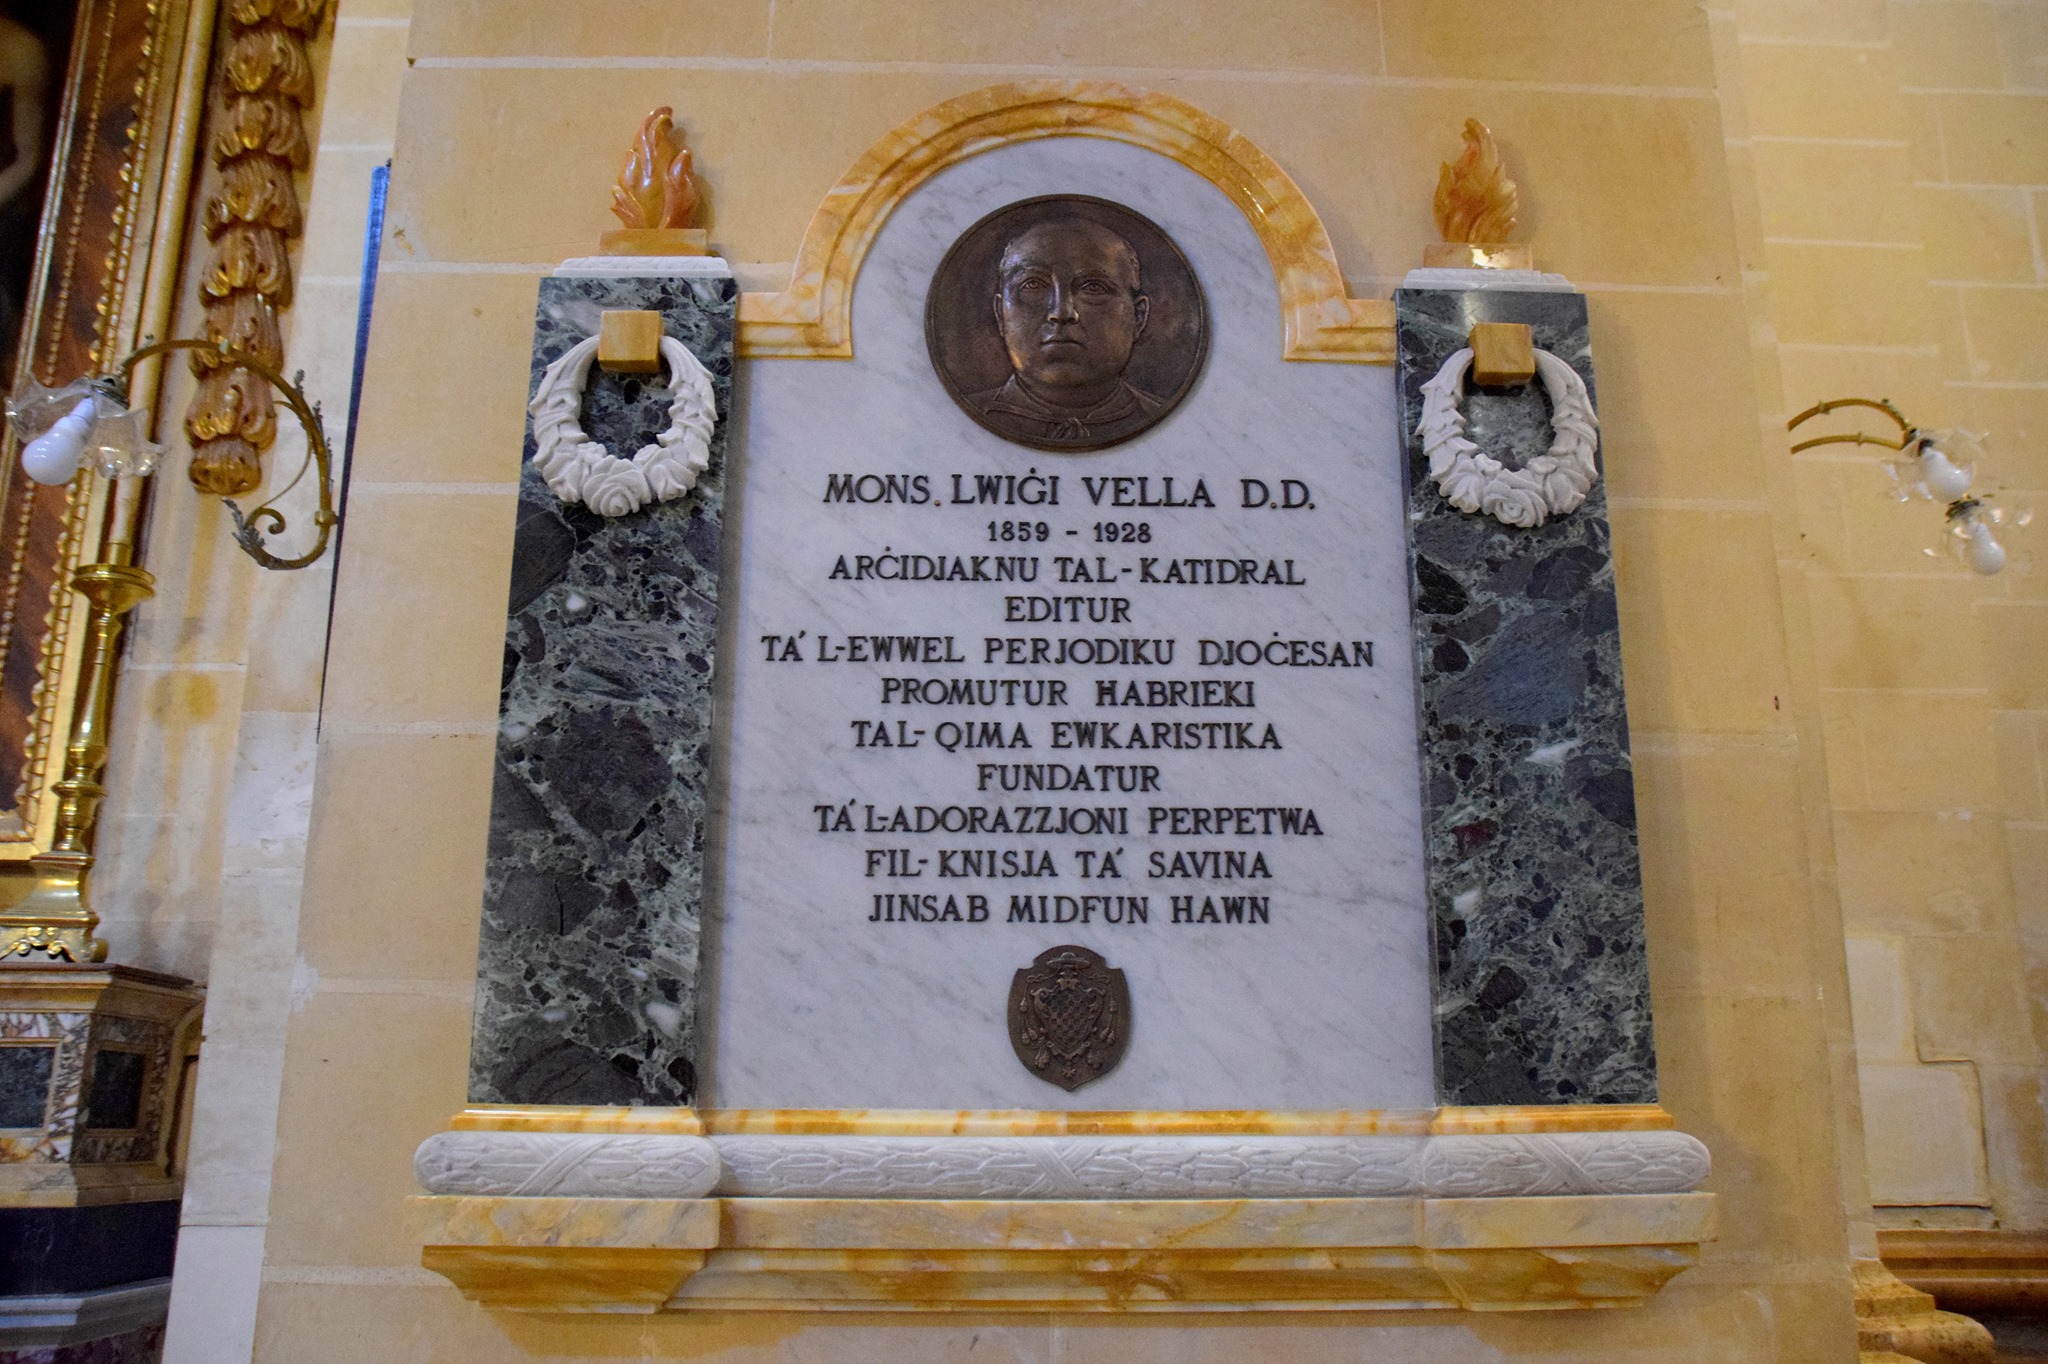 MONS. LWIĠI VELLA D.D.
1859 - 1928
ARĊIDJAKNU TAL-KATIDRAL
EDITUR
TA' L-EWWEL PERJODIKU DJOĊESAN
PROMUTUR ĦABRIEKI
TAL-QIMA EWKARISTIKA
FUNDATUR
TA' L-ADORAZZJONI PERPETWA
FIL-KNISJA TA' SAVINA
JINSAB MIDFUN HAWN